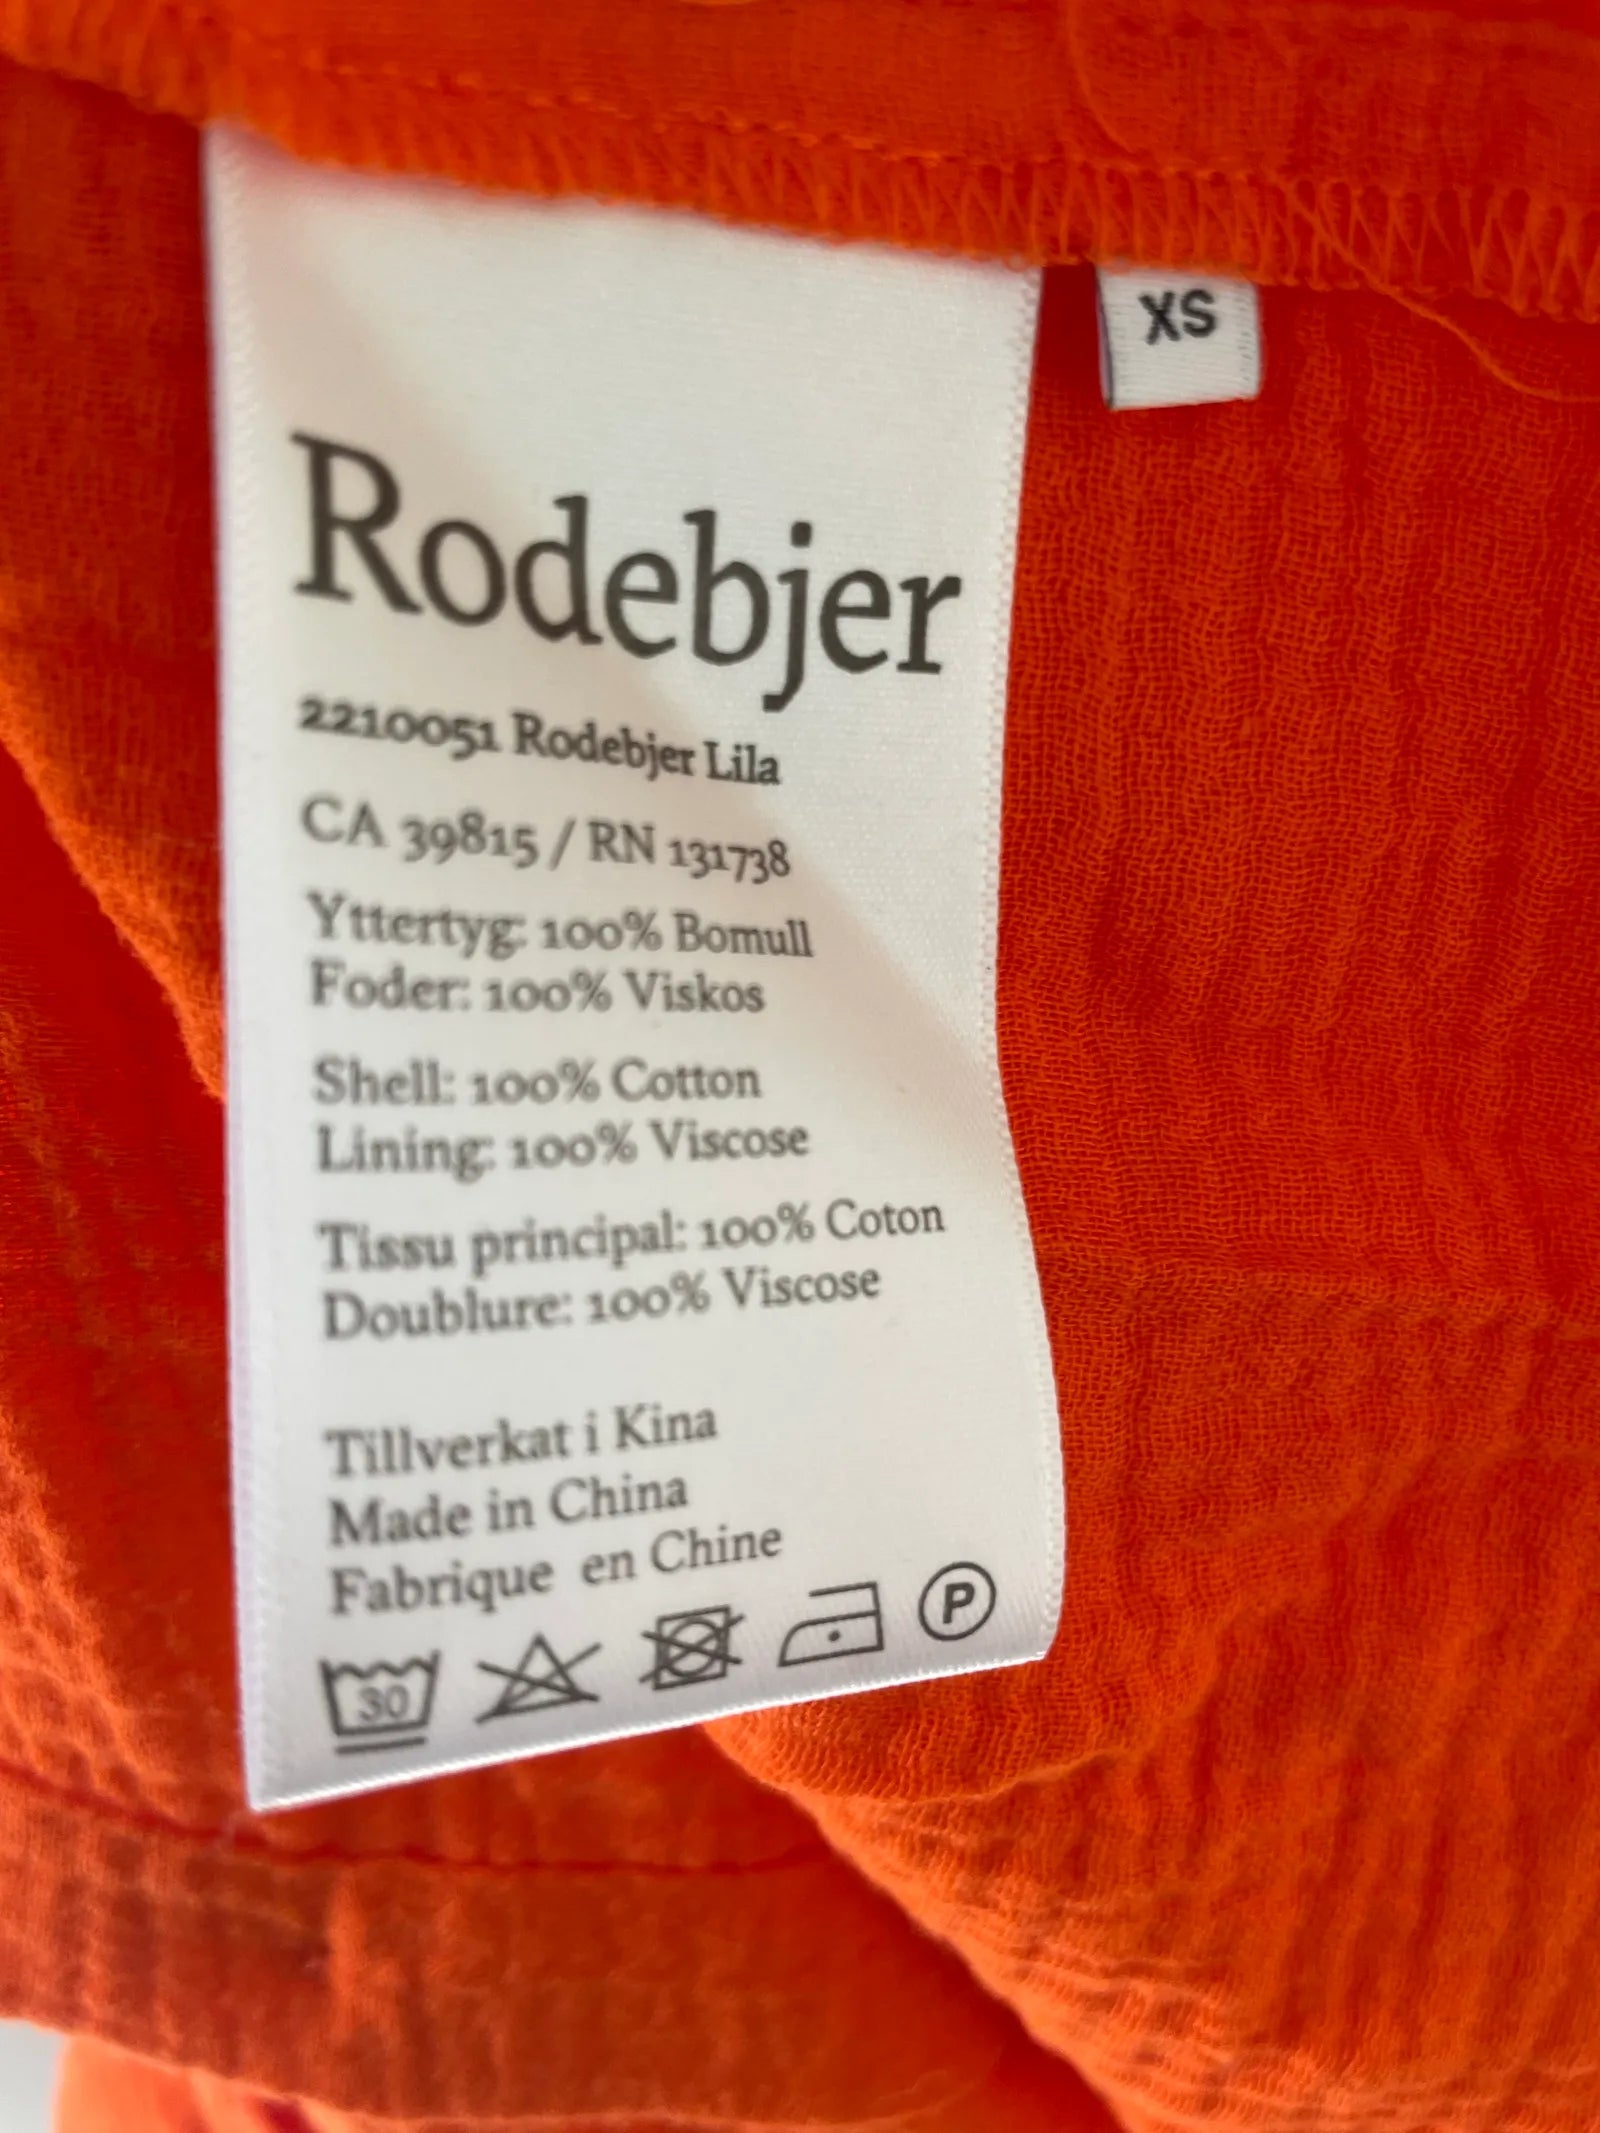 XS
Rodebjer
2210051 Rodebjer Lila
CA 39815 / RN 131738
Yttertyg: 100% Bomull
Foder: 100% Viskos
Shell: 100% Cotton
Lining: 100% Viscose
Tissu principal: 100% Coton
Doublure: 100% Viscose
Tillverkat i Kina
Made in China
Fabrique en Chine
30 P